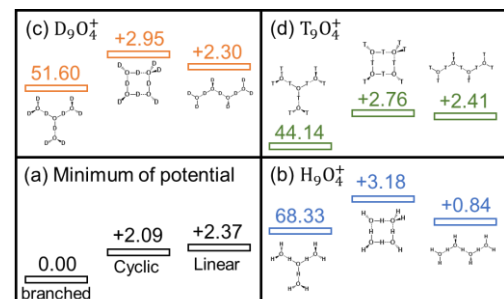 (c) D₉O₄⁺
51.60
+2.95
+2.30
(d) T₉O₄⁺
44.14
+2.76
+2.41
(a) Minimum of potential
0.00
branched
+2.09
Cyclic
+2.37
Linear
(b) H₉O₄⁺
68.33
+3.18
+0.84